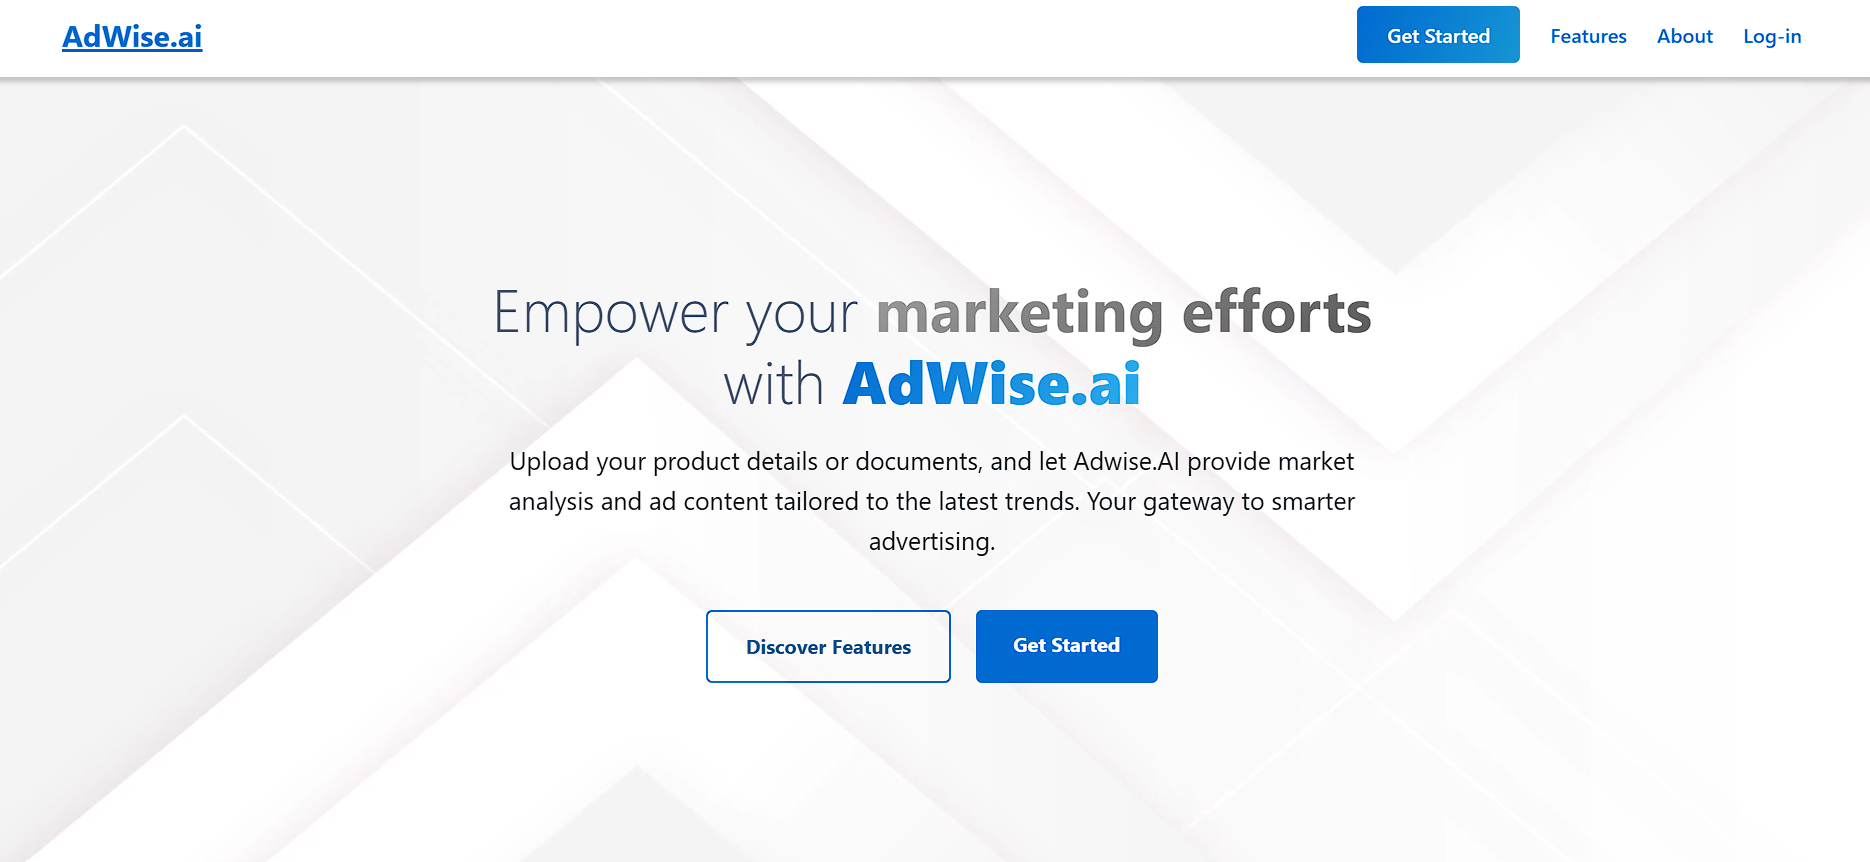 AdWise.ai
Get Started
Features
About
Log-in
Empower your marketing efforts
with AdWise.ai
Upload your product details or documents, and let Adwise.AI provide market
analysis and ad content tailored to the latest trends. Your gateway to smarter
advertising.
Discover Features
Get Started